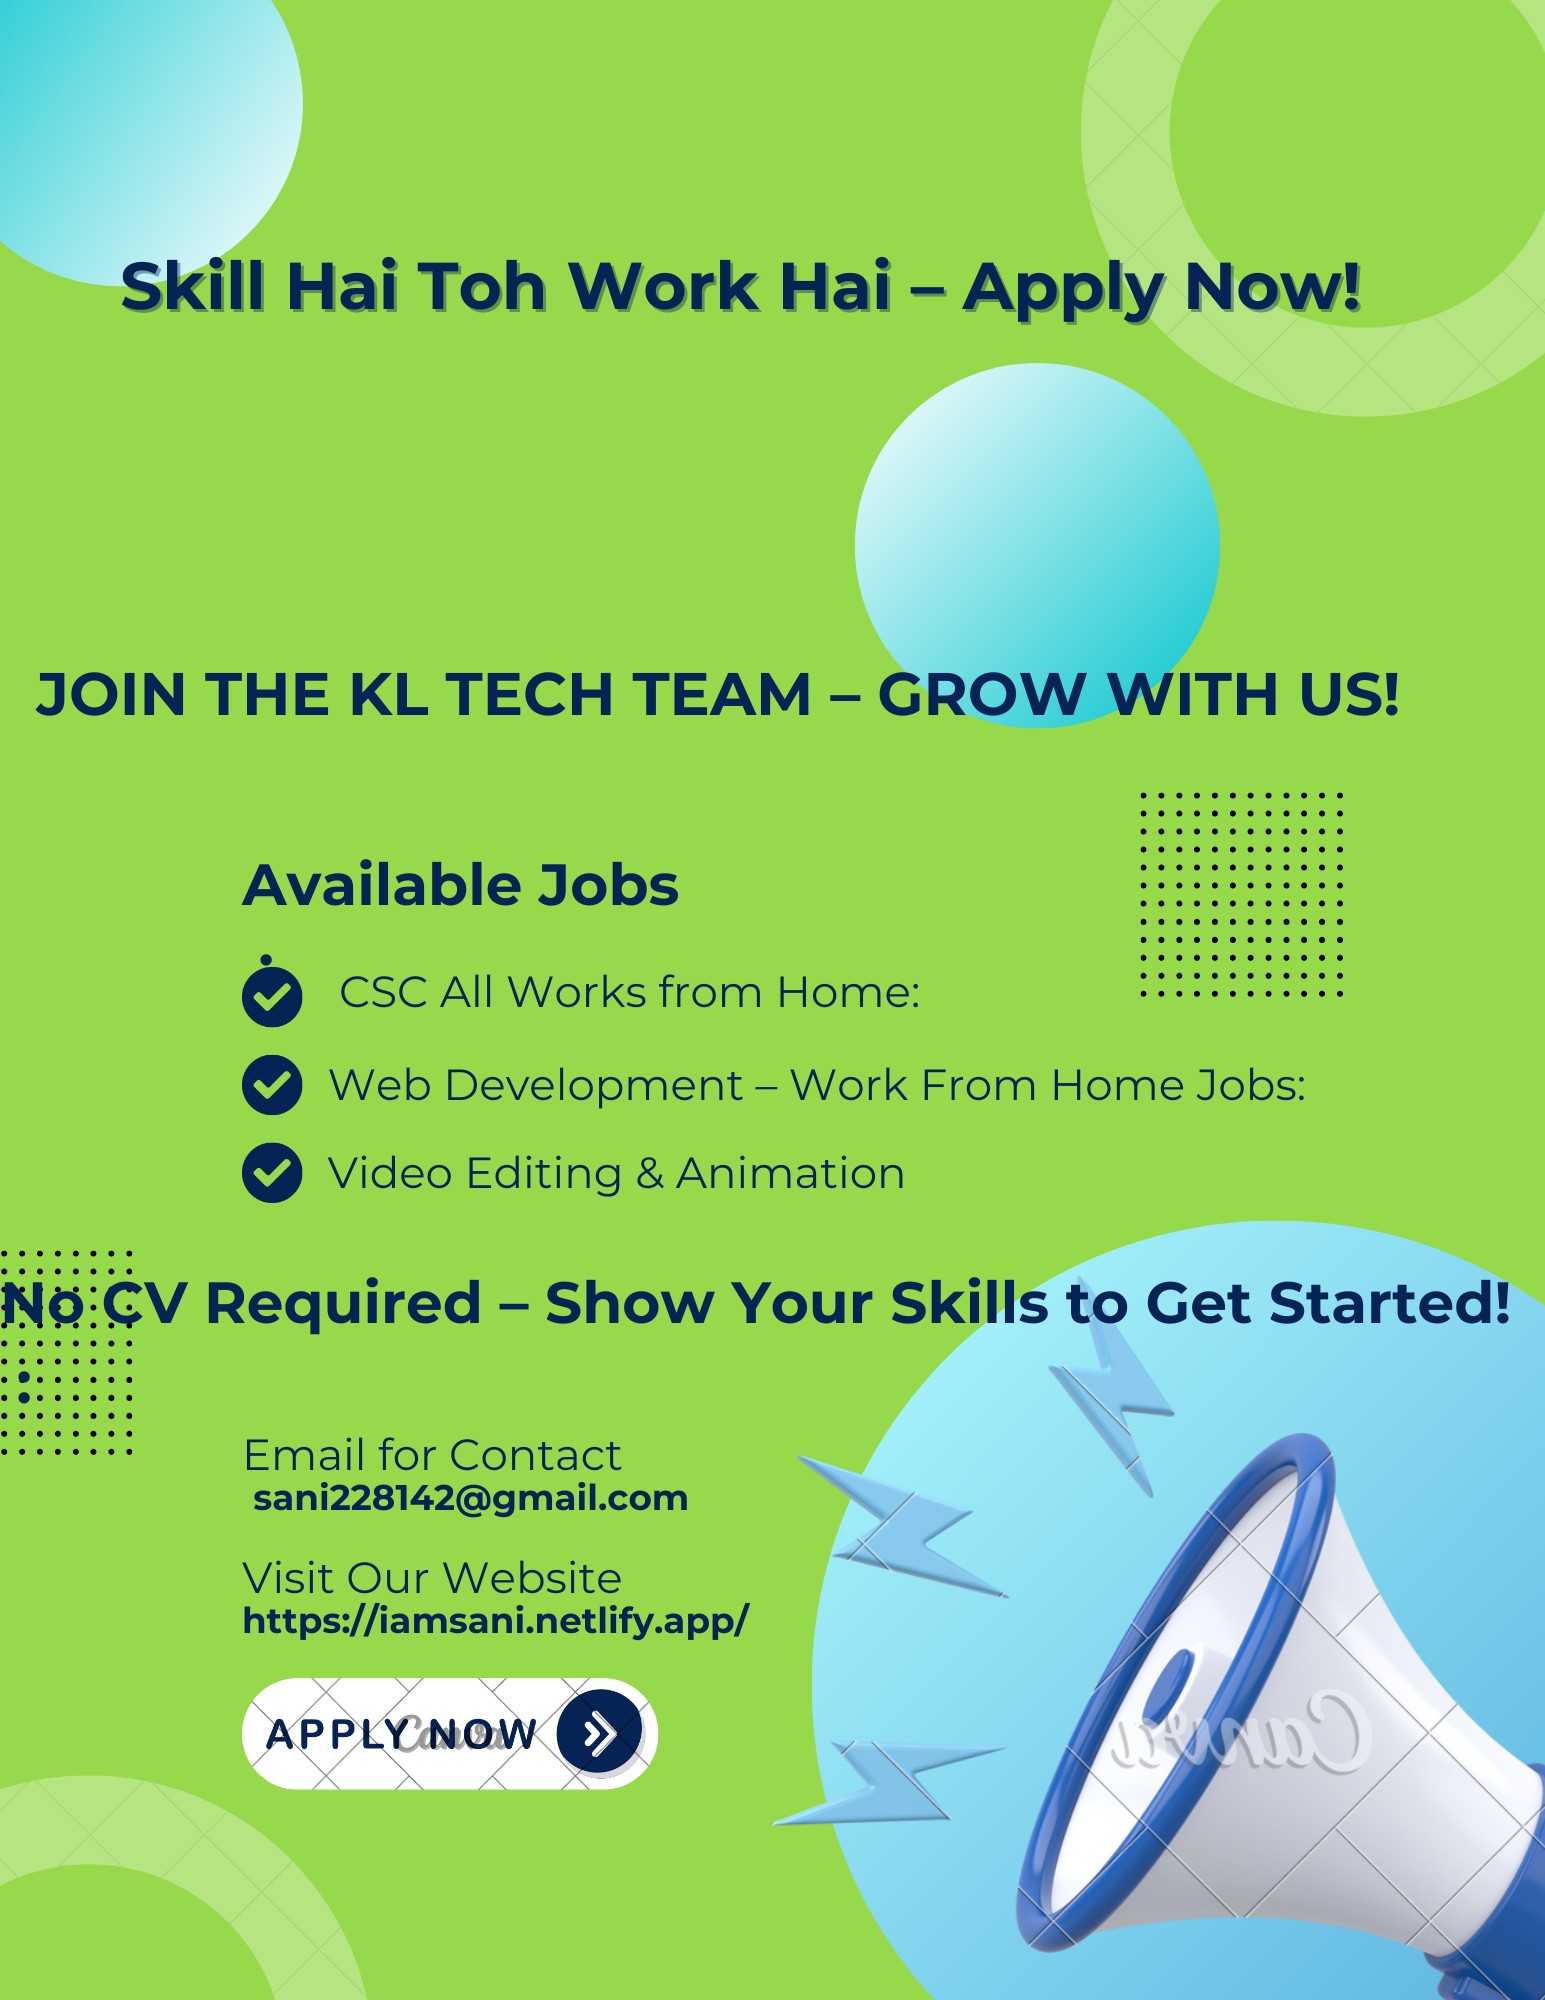 Skill Hai Toh Work Hai – Apply Now!
JOIN THE KL TECH TEAM – GROW WITH US!
Available Jobs
CSC All Works from Home:
Web Development – Work From Home Jobs:
Video Editing & Animation
No CV Required – Show Your Skills to Get Started!
Email for Contact
sani228142@gmail.com
Visit Our Website
https://iamsani.netlify.app/
APPLY NOW
Canva
Canva